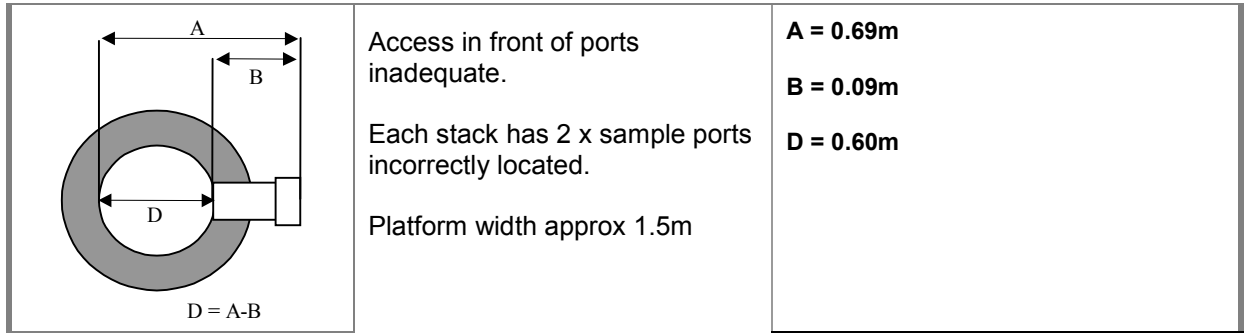 A
B
D
D = A-B
Access in front of ports
inadequate.
Each stack has 2 x sample ports
incorrectly located.
Platform width approx 1.5m
A = 0.69m
B = 0.09m
D = 0.60m